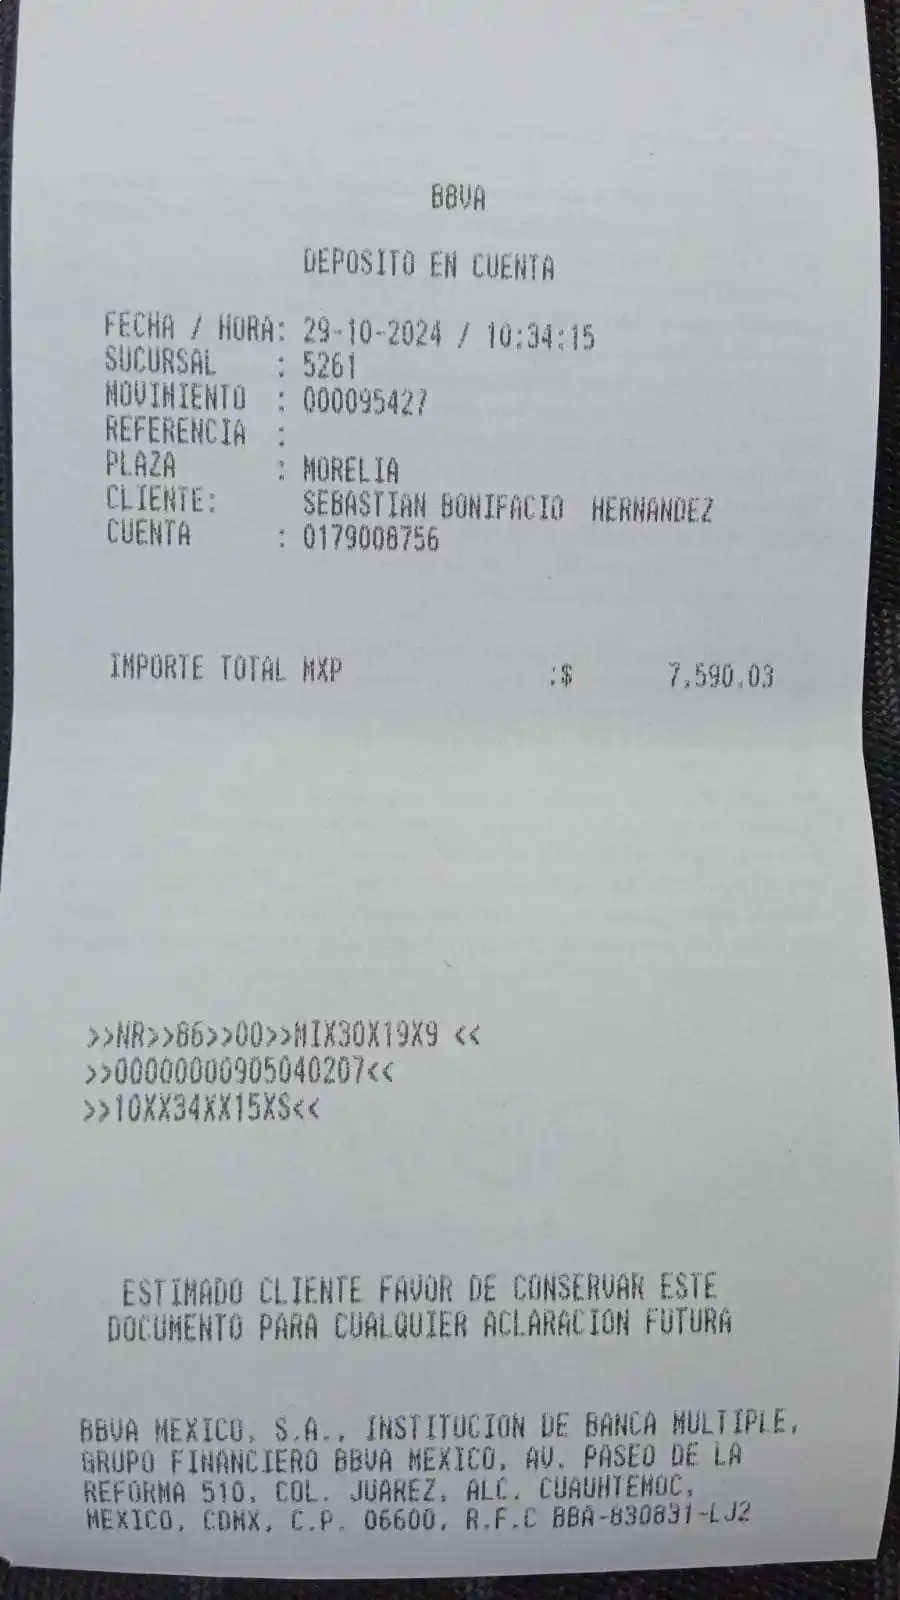 BBVA
DEPOSITO EN CUENTA
FECHA / HORA: 29-10-2024 / 10:34:15
SUCURSAL : 5261
MOVIMIENTO : 000095427
REFERENCIA :
PLAZA : MORELIA
CLIENTE: SEBASTIAN BONIFACIO HERNANDEZ
CUENTA : 0179008756
IMPORTE TOTAL MXP :$ 7,590.03
>>NR>>86>>00>>MIX30X19X9 <<
>>00000000905040207<<
>>10XX34XX15XS<<
ESTIMADO CLIENTE FAVOR DE CONSERVAR ESTE
DOCUMENTO PARA CUALQUIER ACLARACION FUTURA
BBVA MEXICO, S.A., INSTITUCION DE BANCA MULTIPLE,
GRUPO FINANCIERO BBVA MEXICO, AV. PASEO DE LA
REFORMA 510, COL. JUAREZ, ALC. CUAUHTEMOC,
MEXICO, CDMX, C.P. 06600, R.F.C BBA-830831-LJ2